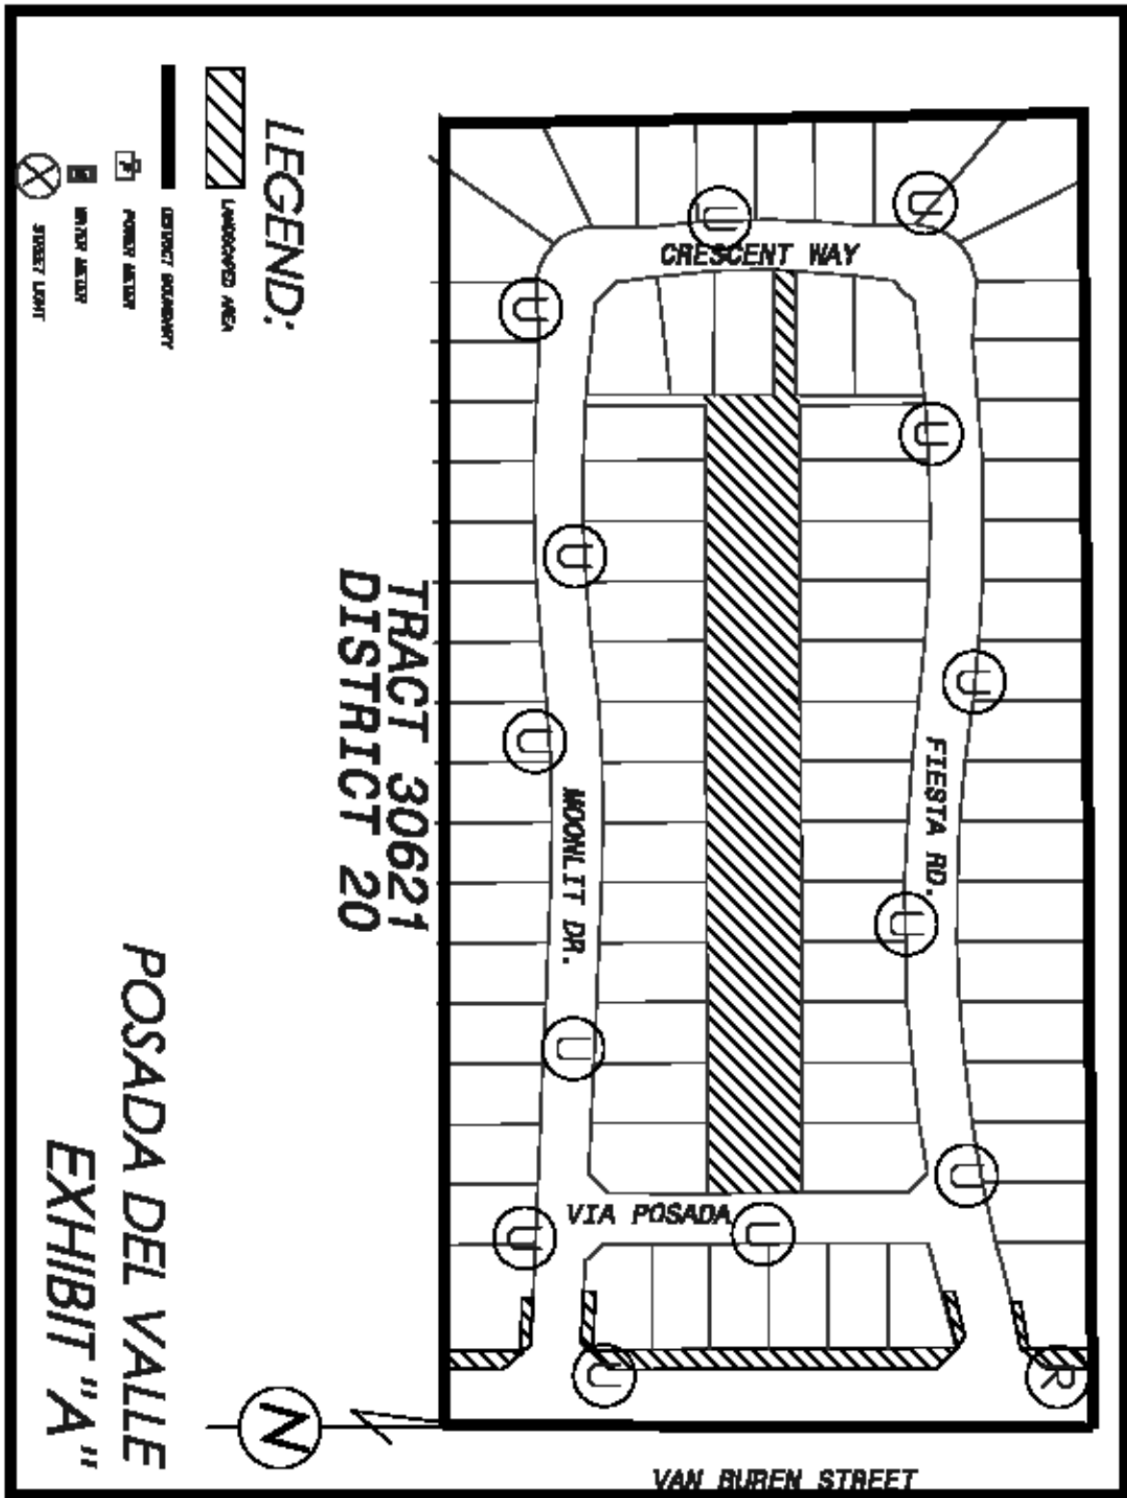 LEGEND:
LANDSCAPED AREA
DISTRICT BOUNDARY
POWER METER
P
WATER METER
STREET LIGHT
TRACT 30621
DISTRICT 20
POSADA DEL VALLE
EXHIBIT "A"
N
CRESCENT WAY
FIESTA RD.
MOONLIT DR.
VIA POSADA
VAN BUREN STREET
U
U
U
U
U
U
U
U
U
U
U
U
U
R